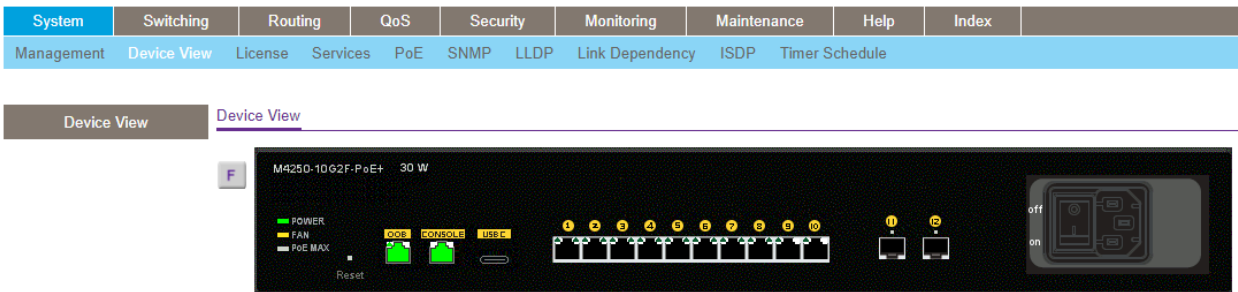 System Switching Routing QoS Security Monitoring Maintenance Help Index
Management Device View License Services PoE SNMP LLDP Link Dependency ISDP Timer Schedule
Device View
Device View
F
M4250-10G2F-PoE+ 30 W
POWER
FAN
PoE MAX
Reset
OOB CONSOLE USB C
1 2 3 4 5 6 7 8 9 10
11 12
off
on